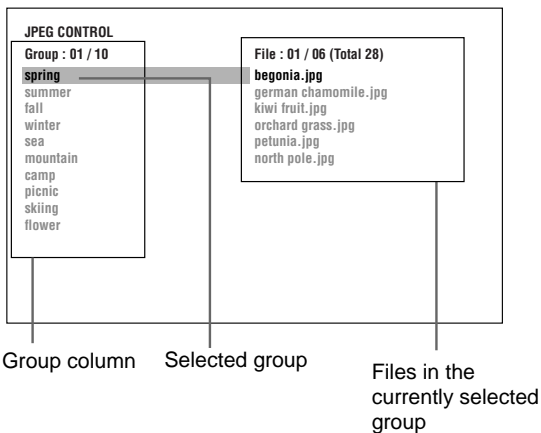 JPEG CONTROL
Group : 01 / 10
spring
summer
fall
winter
sea
mountain
camp
picnic
skiing
flower
File : 01 / 06 (Total 28)
begonia.jpg
german chamomile.jpg
kiwi fruit.jpg
orchard grass.jpg
petunia.jpg
north pole.jpg
Group column
Selected group
Files in the
currently selected
group